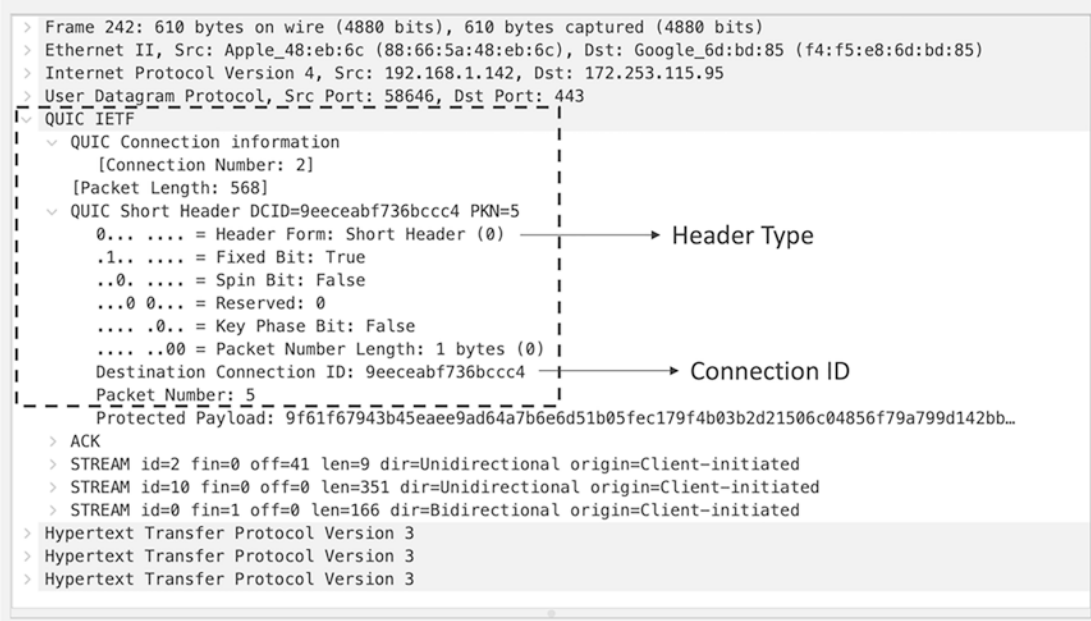 Frame 242: 610 bytes on wire (4880 bits), 610 bytes captured (4880 bits)
Ethernet II, Src: Apple_48:eb:6c (88:66:5a:48:eb:6c), Dst: Google_6d:bd:85 (f4:f5:e8:6d:bd:85)
Internet Protocol Version 4, Src: 192.168.1.142, Dst: 172.253.115.95
User Datagram Protocol, Src Port: 58646, Dst Port: 443
QUIC IETF
QUIC Connection information
[Connection Number: 2]
[Packet Length: 568]
QUIC Short Header DCID=9eeceabf736bccc4 PKN=5
0... .... = Header Form: Short Header (0)
Header Type
.1.. .... = Fixed Bit: True
..0. .... = Spin Bit: False
...0 0... = Reserved: 0
.... .0.. = Key Phase Bit: False
.... ..00 = Packet Number Length: 1 bytes (0)
Destination Connection ID: 9eeceabf736bccc4
Connection ID
Packet Number: 5
Protected Payload: 9f61f67943b45eaee9ad64a7b6e6d51b05fec179f4b03b2d21506c04856f79a799d142bb…
ACK
STREAM id=2 fin=0 off=41 len=9 dir=Unidirectional origin=Client-initiated
STREAM id=10 fin=0 off=0 len=351 dir=Unidirectional origin=Client-initiated
STREAM id=0 fin=1 off=0 len=166 dir=Bidirectional origin=Client-initiated
Hypertext Transfer Protocol Version 3
Hypertext Transfer Protocol Version 3
Hypertext Transfer Protocol Version 3